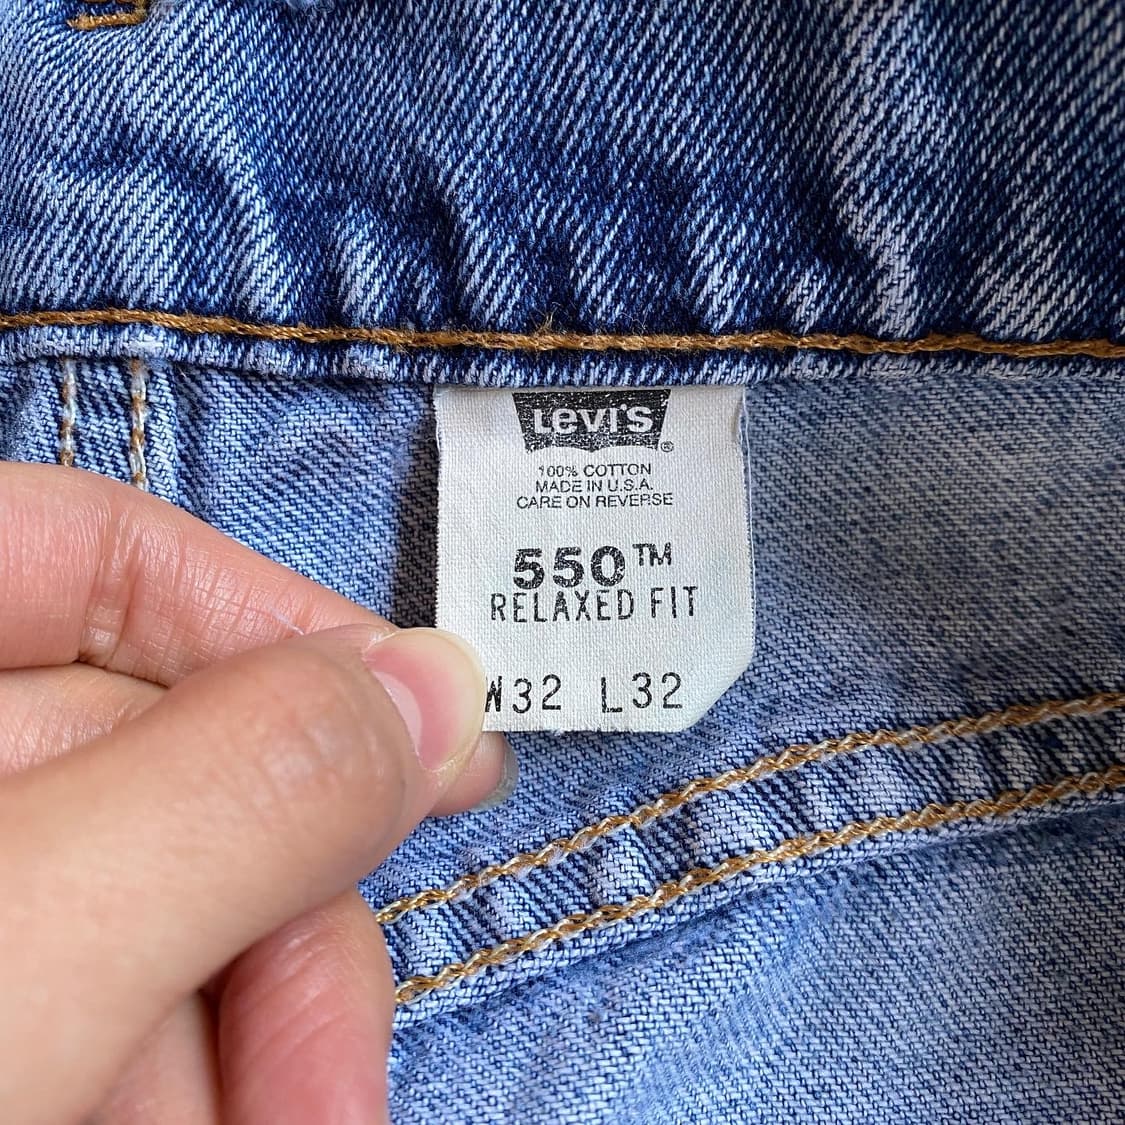 Levi's®
100% COTTON
MADE IN U.S.A.
CARE ON REVERSE
550™
RELAXED FIT
W32 L32